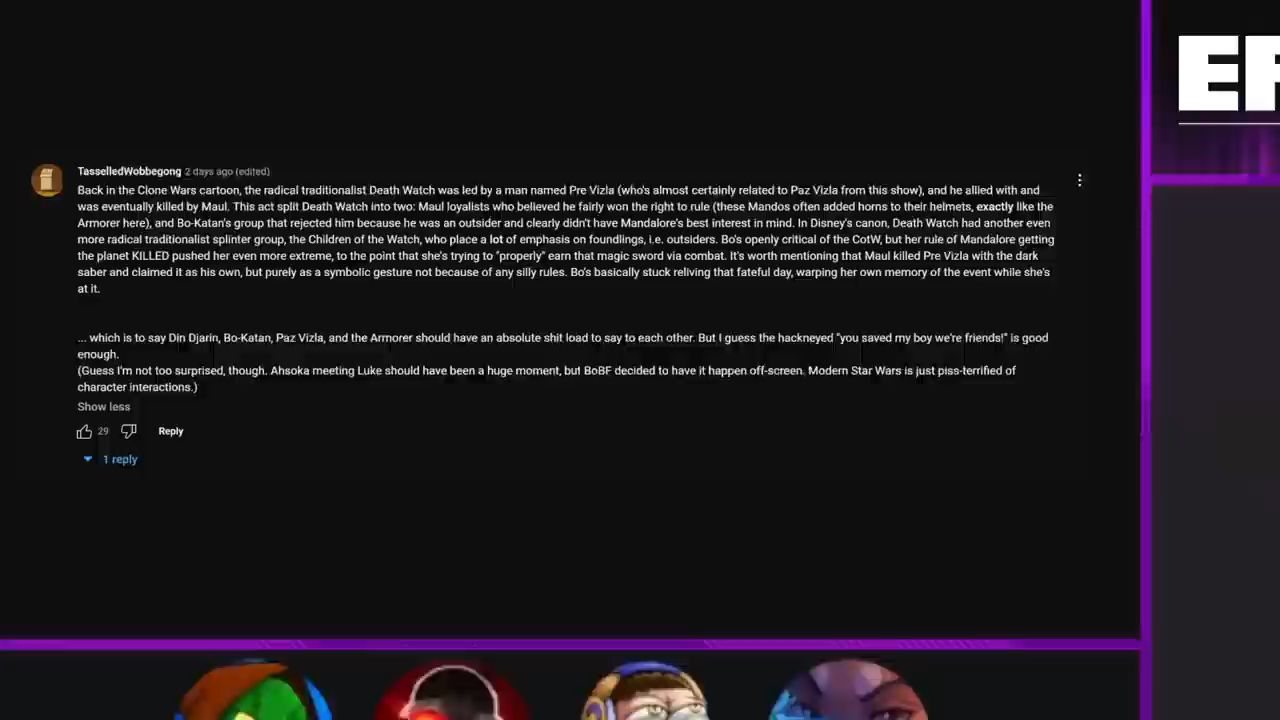 EF
TasselledWobbegong 2 days ago (edited)
Back in the Clone Wars cartoon, the radical traditionalist Death Watch was led by a man named Pre Vizla (who's almost certainly related to Paz Vizla from this show), and he allied with and
was eventually killed by Maul. This act split Death Watch into two: Maul loyalists who believed he fairly won the right to rule (these Mandos often added horns to their helmets, exactly like the
Armorer here), and Bo-Katan's group that rejected him because he was an outsider and clearly didn't have Mandalore's best interest in mind. In Disney's canon, Death Watch had another even
more radical traditionalist splinter group, the Children of the Watch, who place a lot of emphasis on foundlings, i.e. outsiders. Bo's openly critical of the CotW, but her rule of Mandalore getting
the planet KILLED pushed her even more extreme, to the point that she's trying to "properly" earn that magic sword via combat. It's worth mentioning that Maul killed Pre Vizla with the dark
saber and claimed it as his own, but purely as a symbolic gesture not because of any silly rules. Bo's basically stuck reliving that fateful day, warping her own memory of the event while she's
at it.
... which is to say Din Djarin, Bo-Katan, Paz Vizla, and the Armorer should have an absolute shit load to say to each other. But I guess the hackneyed "you saved my boy we're friends!" is good
enough.
(Guess I'm not too surprised, though. Ahsoka meeting Luke should have been a huge moment, but BoBF decided to have it happen off-screen. Modern Star Wars is just piss-terrified of
character interactions.)
Show less
29 Reply
1 reply